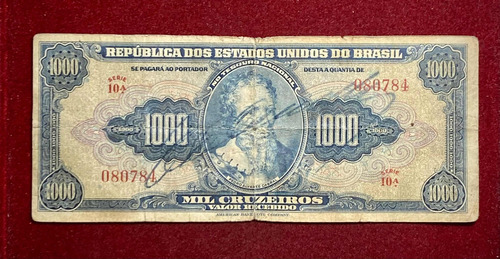 REPÚBLICA DOS ESTADOS UNIDOS DO BRASIL
SE PAGARÁ AO PORTADOR DESTA A QUANTIA DE
NO TESOURO NACIONAL
1000 1000
SERIE 10ᴬ 080784
1000 1000
080784 SERIE 10ᴬ
1000 1000
MIL CRUZEIROS
VALOR RECEBIDO
AMERICAN BANK NOTE COMPANY